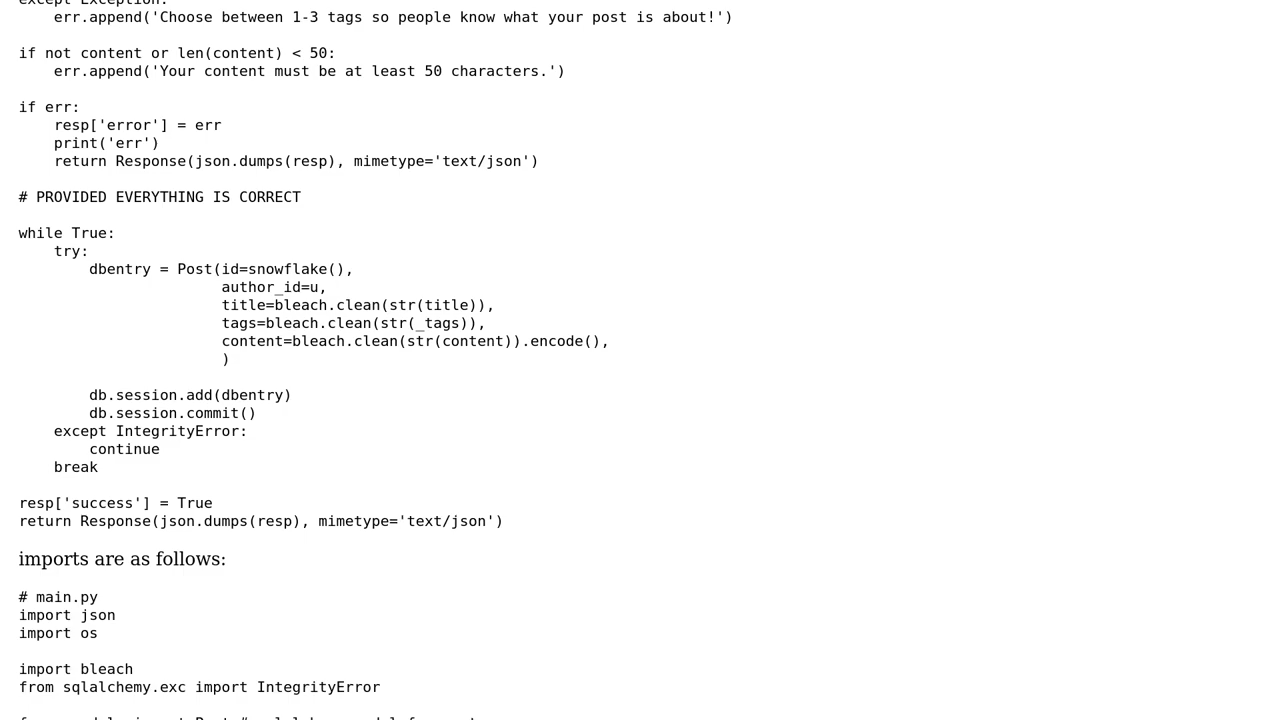 except Exception:
    err.append('Choose between 1-3 tags so people know what your post is about!')

if not content or len(content) < 50:
    err.append('Your content must be at least 50 characters.')

if err:
    resp['error'] = err
    print('err')
    return Response(json.dumps(resp), mimetype='text/json')

# PROVIDED EVERYTHING IS CORRECT

while True:
    try:
        dbentry = Post(id=snowflake(),
                       author_id=u,
                       title=bleach.clean(str(title)),
                       tags=bleach.clean(str(_tags)),
                       content=bleach.clean(str(content)).encode(),
                       )

        db.session.add(dbentry)
        db.session.commit()
    except IntegrityError:
        continue
    break

resp['success'] = True
return Response(json.dumps(resp), mimetype='text/json')

imports are as follows:

# main.py
import json
import os

import bleach
from sqlalchemy.exc import IntegrityError